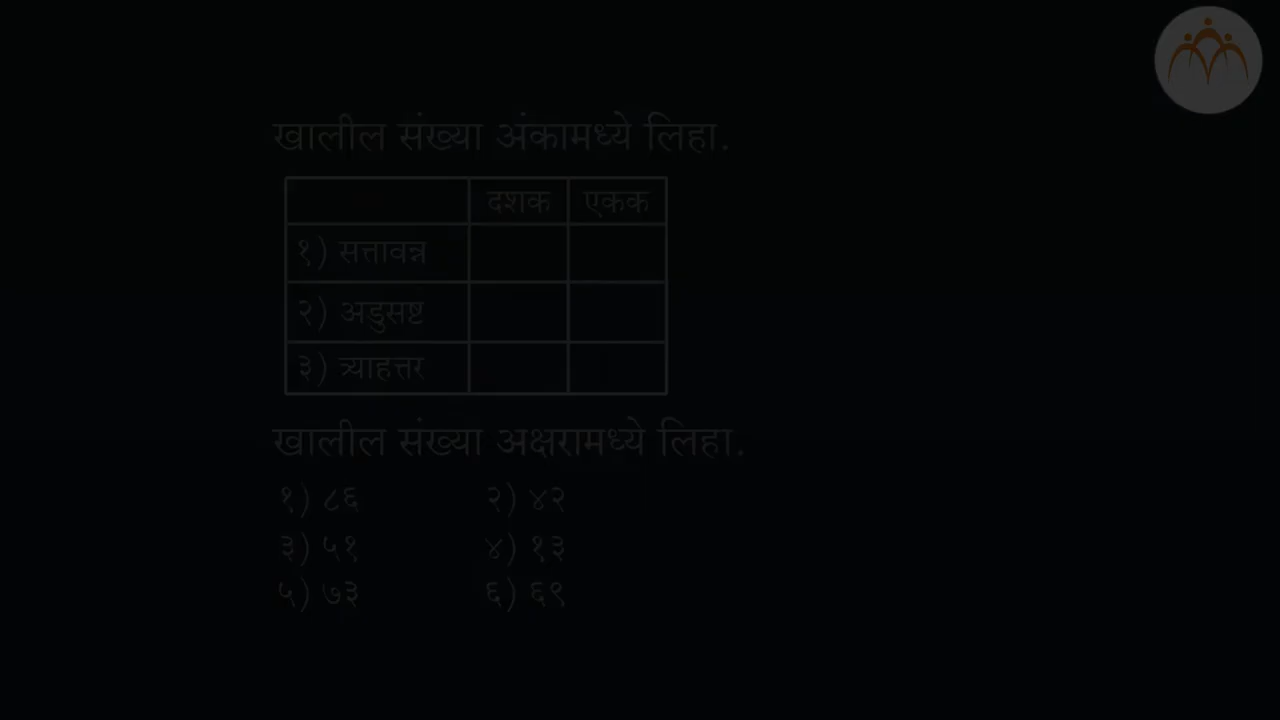 खालील संख्या अंकामध्ये लिहा.
दशक एकक
१) सत्तावन्न
२) अडुसष्ट
३) त्र्याहत्तर
खालील संख्या अक्षरामध्ये लिहा.
१) ८६ २) ४२
३) ५१ ४) १३
५) ७३ ६) ६९